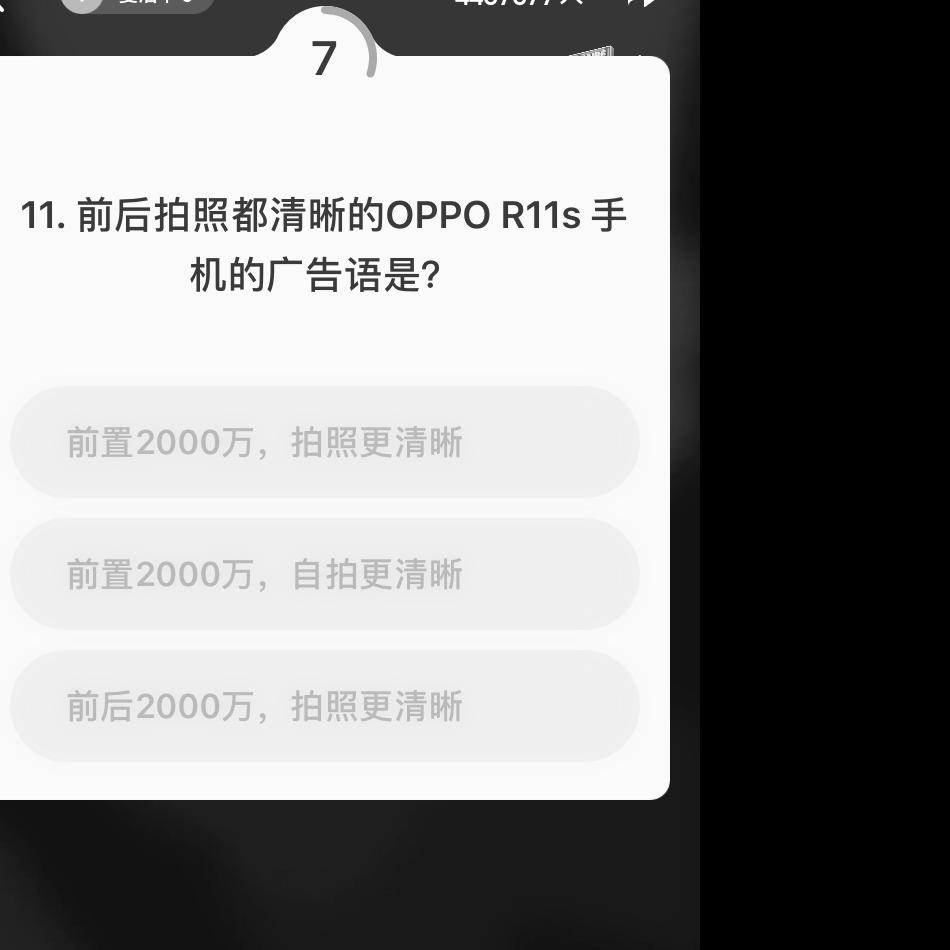 7
11. 前后拍照都清晰的OPPO R11s 手
机的广告语是?
前置2000万，拍照更清晰
前置2000万，自拍更清晰
前后2000万，拍照更清晰